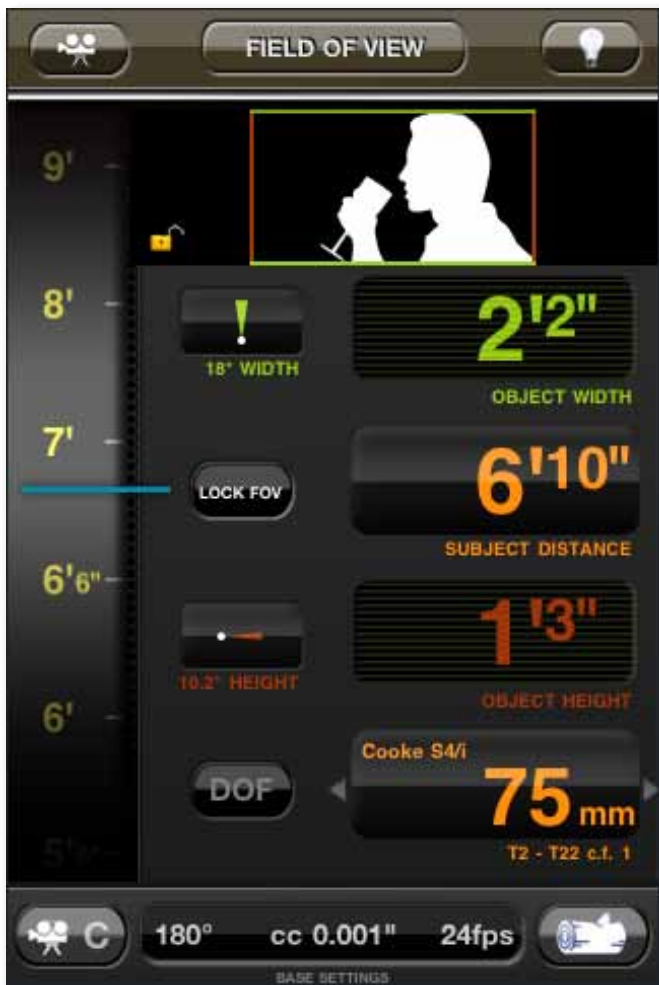 FIELD OF VIEW
9'
8'
7'
6'6"
6'
18° WIDTH
2'2"
OBJECT WIDTH
LOCK FOV
6'10"
SUBJECT DISTANCE
10.2° HEIGHT
1'3"
OBJECT HEIGHT
DOF
Cooke S4/i
75 mm
T2 - T22 c.f. 1
C
180° cc 0.001" 24fps
BASE SETTINGS